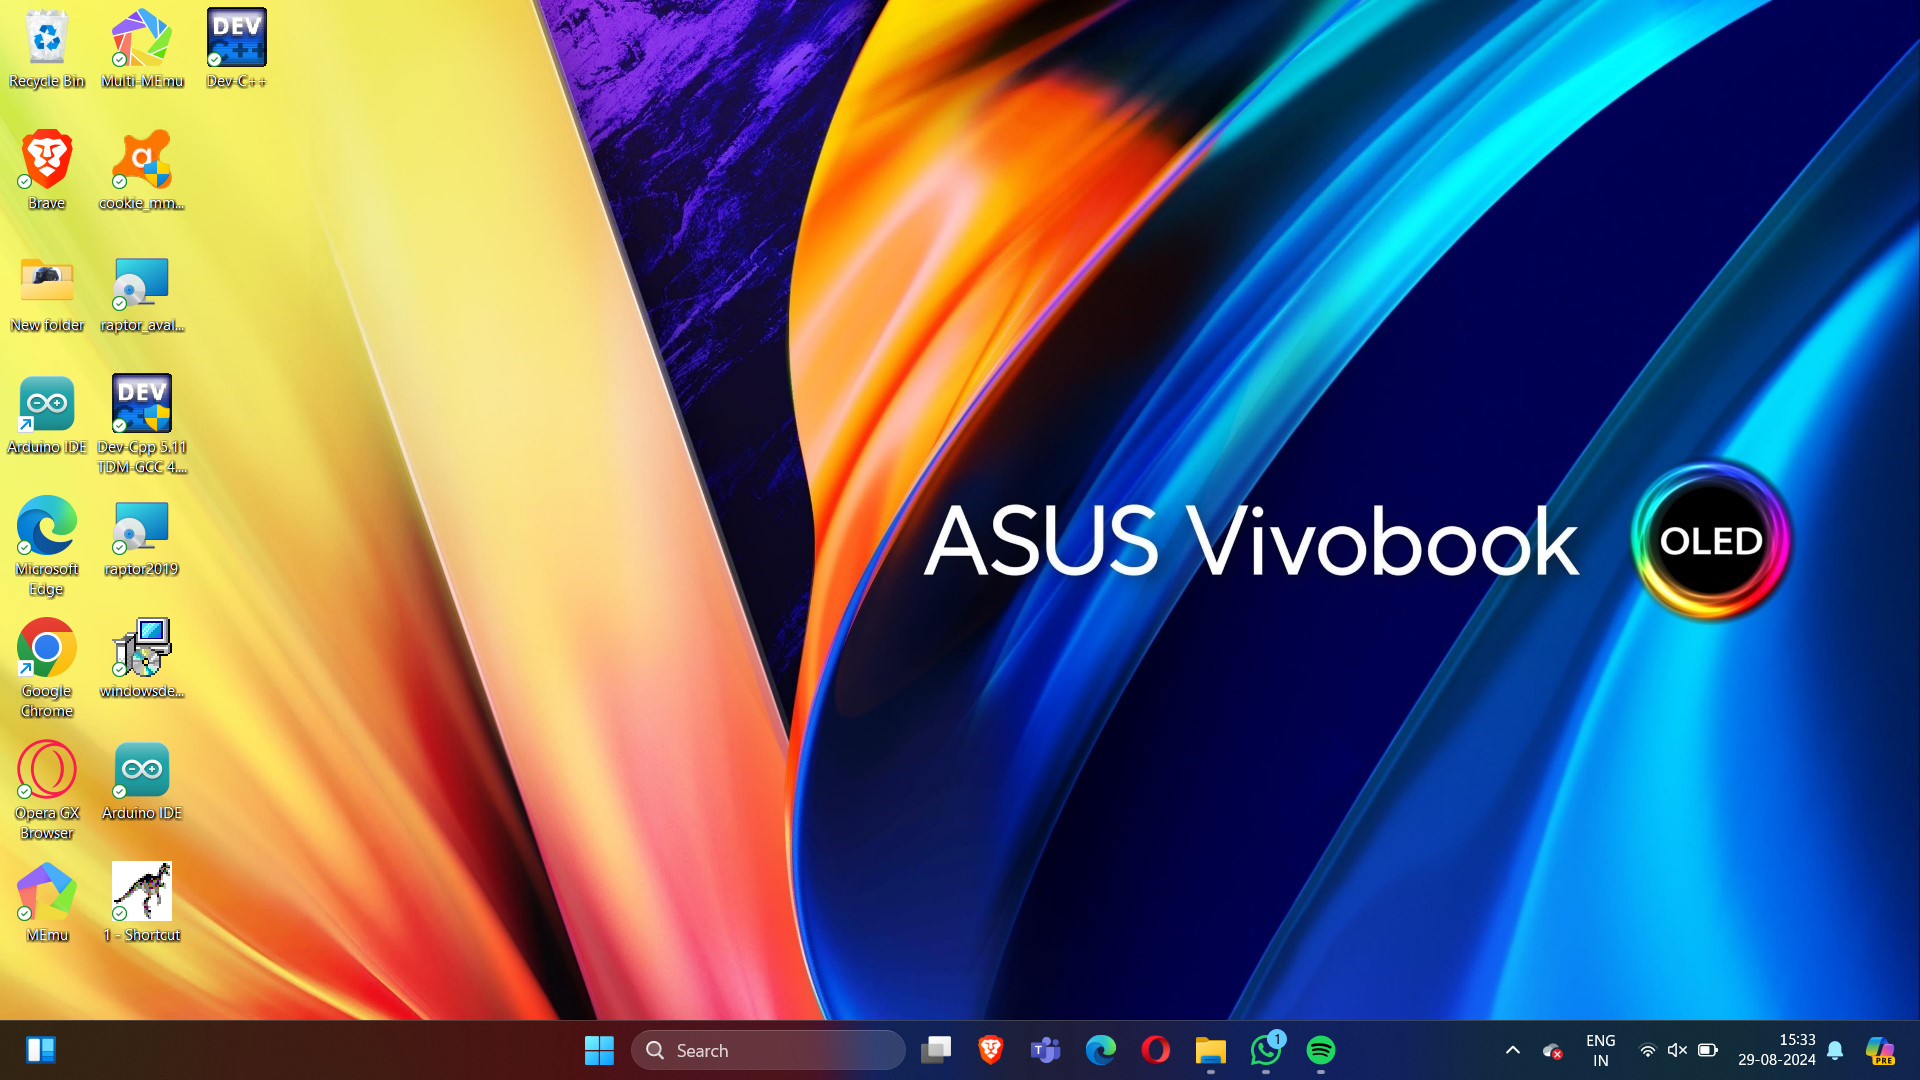 Recycle Bin
Multi-MEmu
DEV
Dev-C++
Brave
a
cookie_mm...
New folder
raptor_aval...
Arduino IDE
DEV
Dev-Cpp 5.11
TDM-GCC 4....
Microsoft
Edge
raptor2019
Google
Chrome
windowsde...
Opera GX
Browser
Arduino IDE
MEmu
1 - Shortcut
ASUS Vivobook
OLED
Search
1
ENG
IN
15:33
29-08-2024
PRE